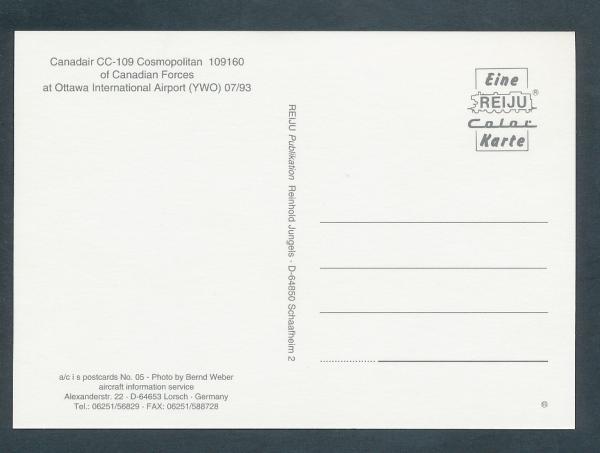 Canadair CC-109 Cosmopolitan 109160
of Canadian Forces
at Ottawa International Airport (YWO) 07/93
Eine
REIJU®
Color
Karte
REIJU Publikation Reinhold Jungels · D-64850 Schaafheim 2
a/c i s postcards No. 05 - Photo by Bernd Weber
aircraft information service
Alexanderstr. 22 · D-64653 Lorsch · Germany
Tel.: 06251/56829 · FAX: 06251/588728